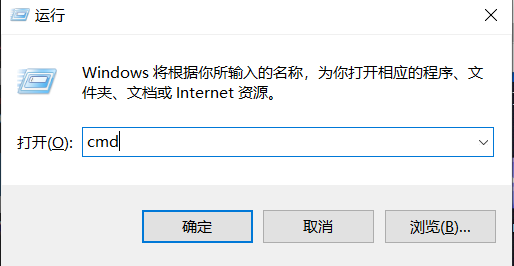 运行
Windows 将根据你所输入的名称，为你打开相应的程序、文
件夹、文档或 Internet 资源。
打开(O): cmd
确定 取消 浏览(B)...